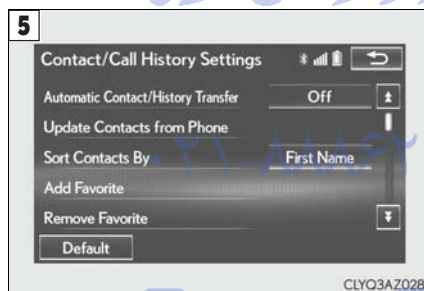 5
Contact/Call History Settings
Automatic Contact/History Transfer Off
Update Contacts from Phone
Sort Contacts By First Name
Add Favorite
Remove Favorite
Default
CLYQ3AZ028